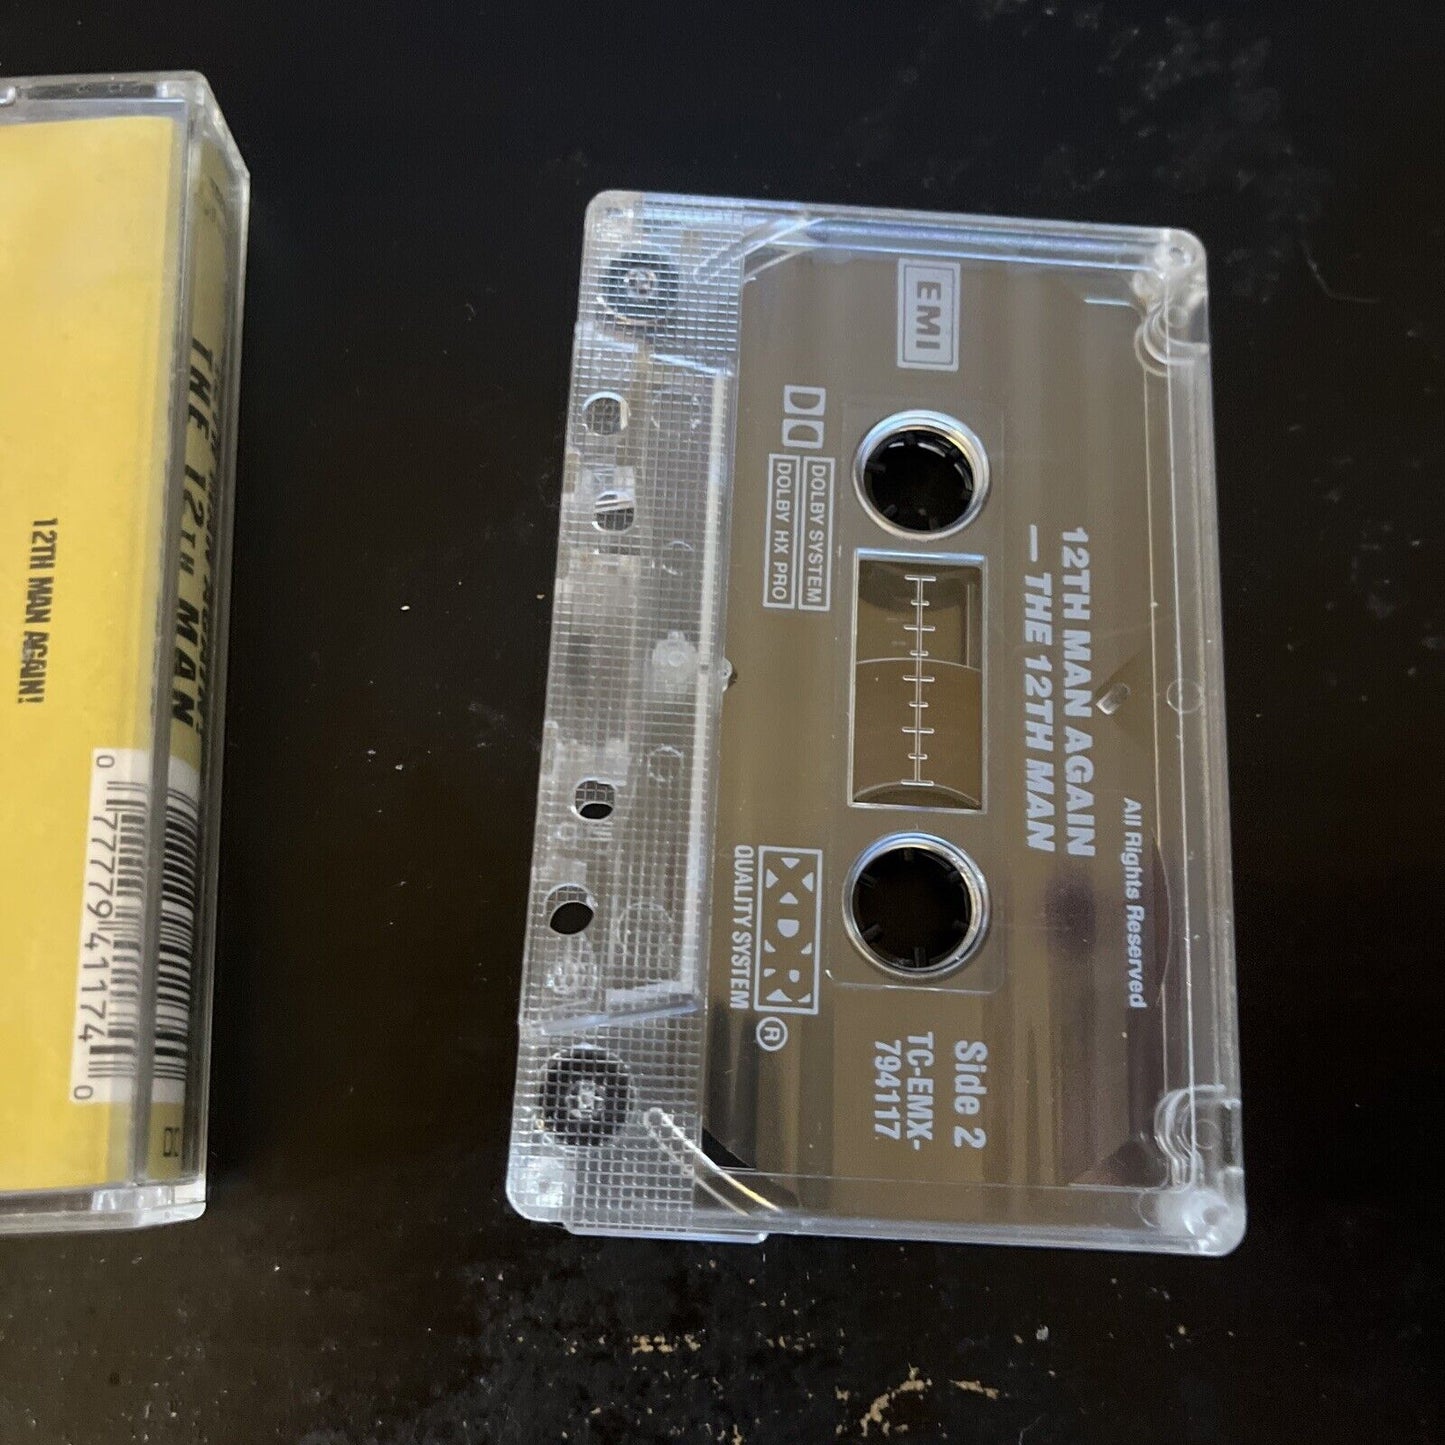 12TH MAN AGAIN!
THE 12TH MAN
0 77779 41174 0
EMI
DOLBY SYSTEM
DOLBY HX PRO
12TH MAN AGAIN
— THE 12TH MAN
All Rights Reserved
XDR ®
QUALITY SYSTEM
Side 2
TC-EMX-
794117